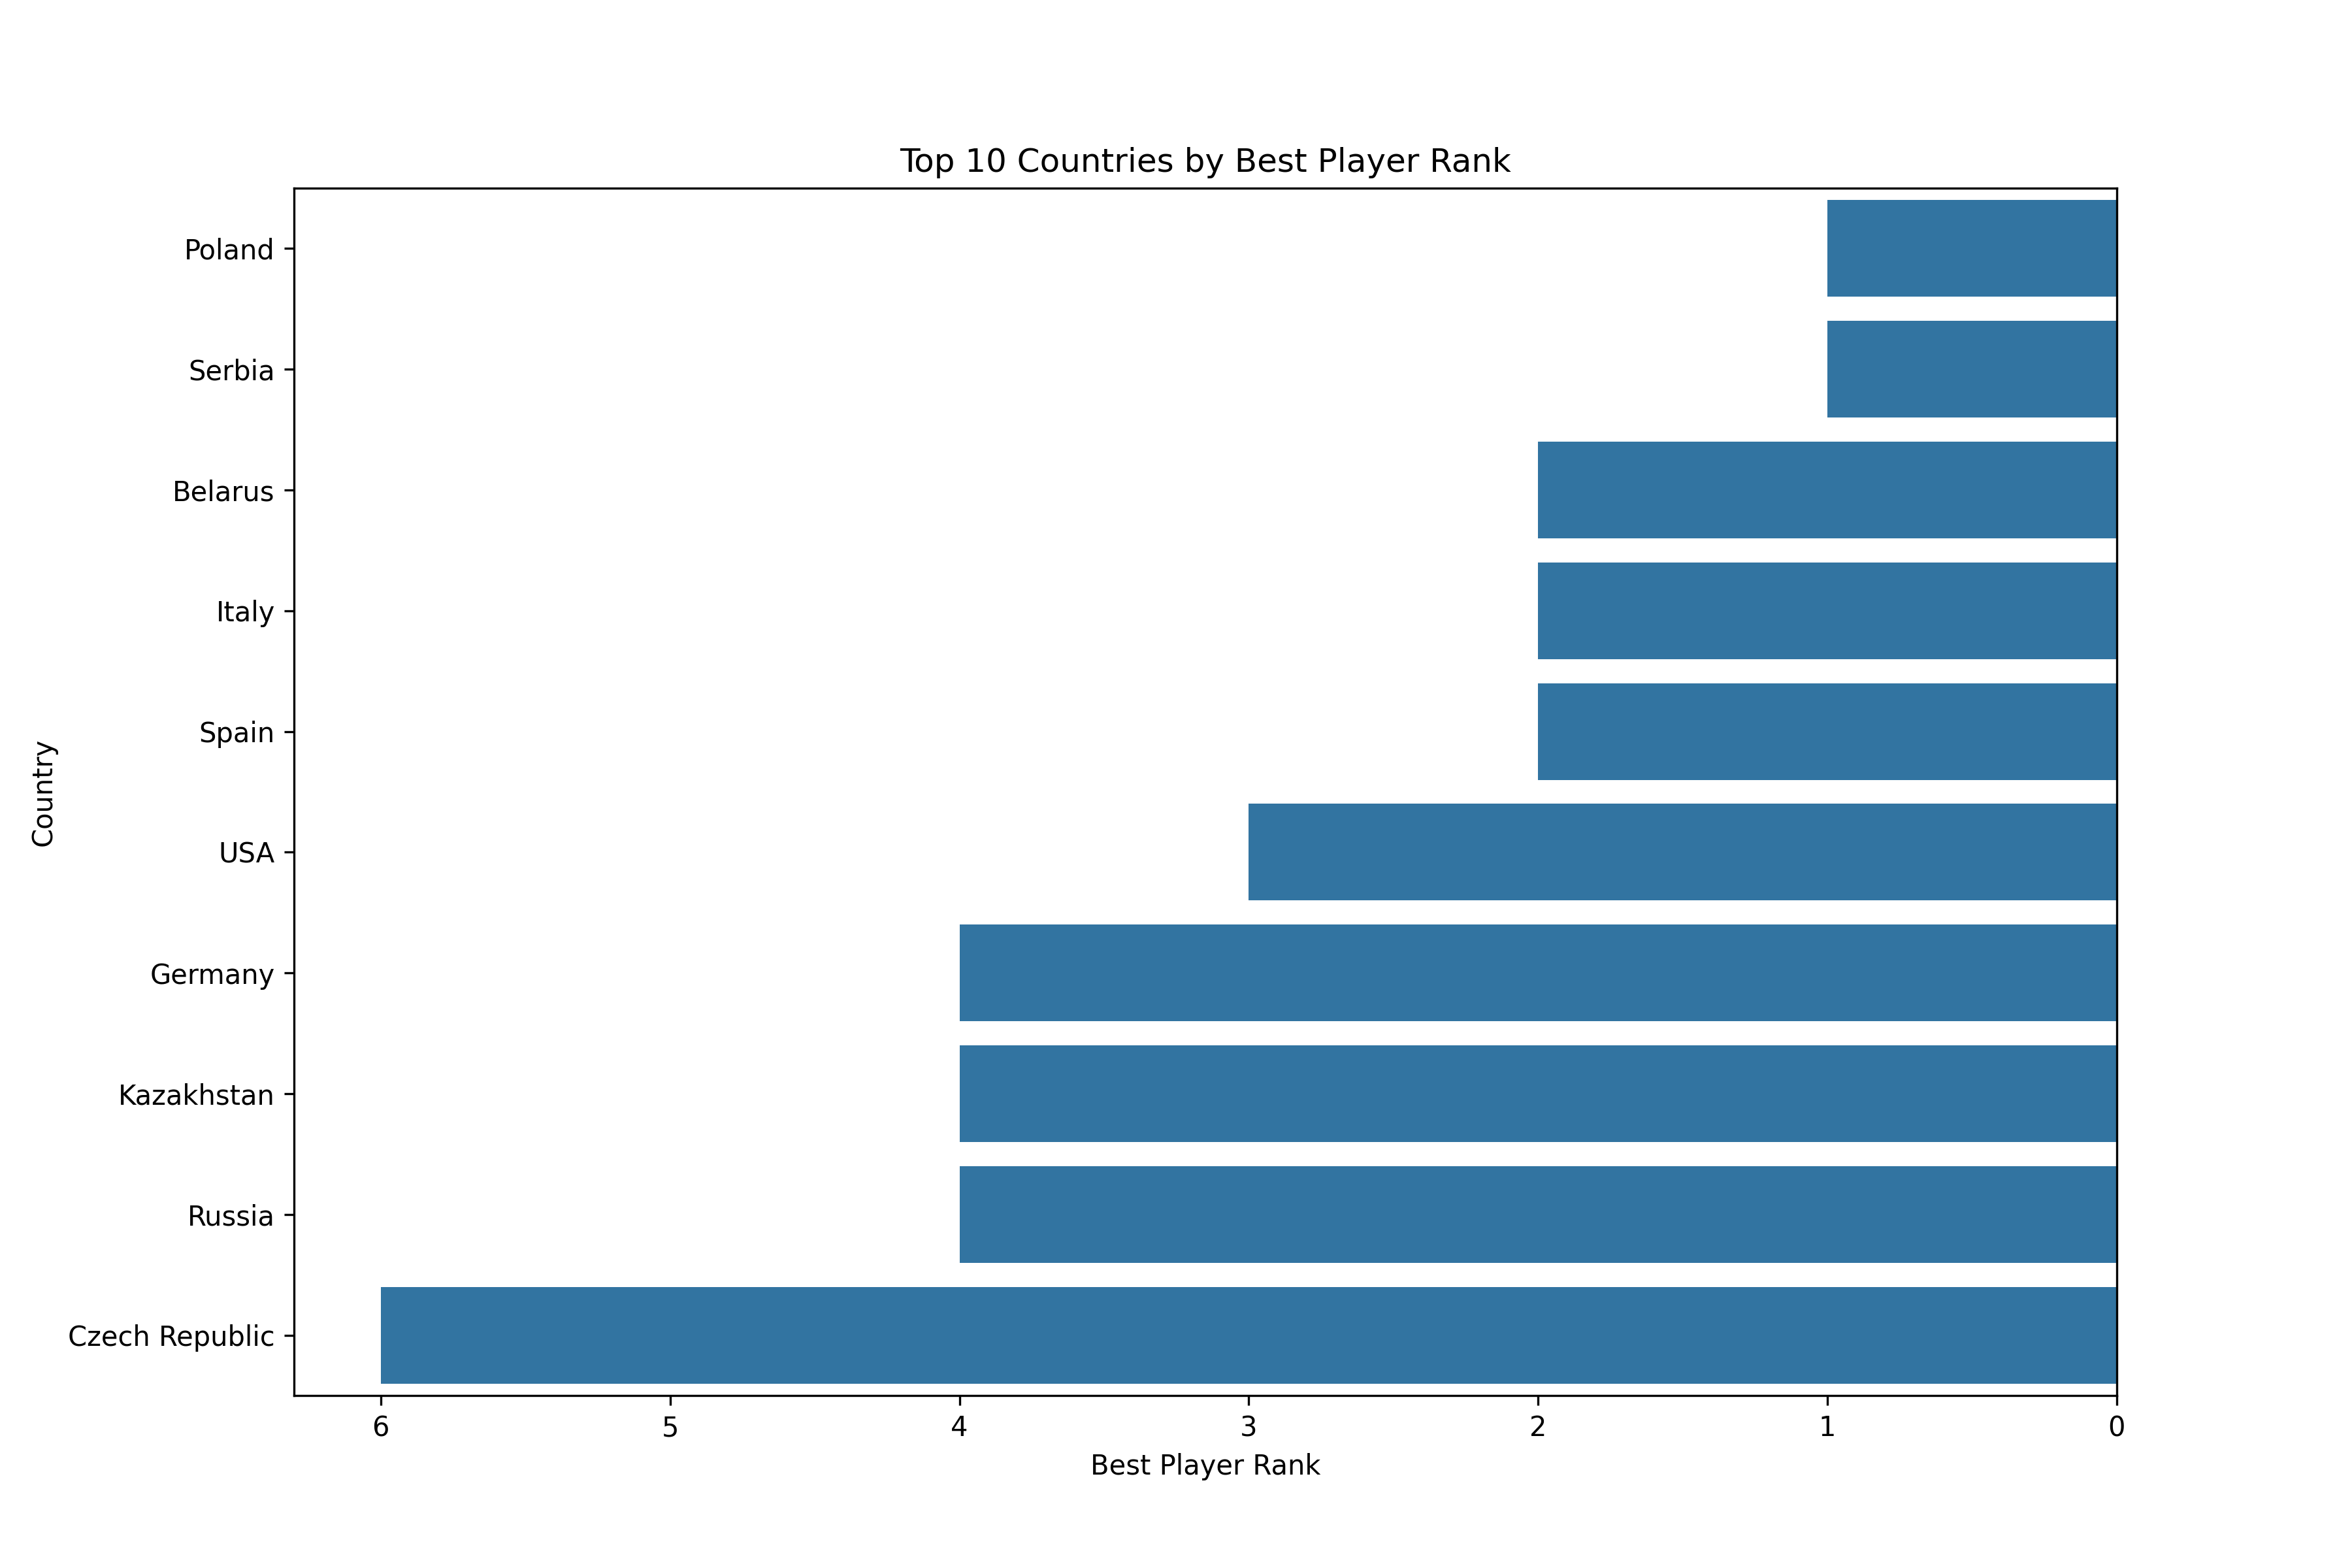 Top 10 Countries by Best Player Rank
Poland
Serbia
Belarus
Italy
Spain
USA
Germany
Kazakhstan
Russia
Czech Republic
Country
6 5 4 3 2 1 0
Best Player Rank